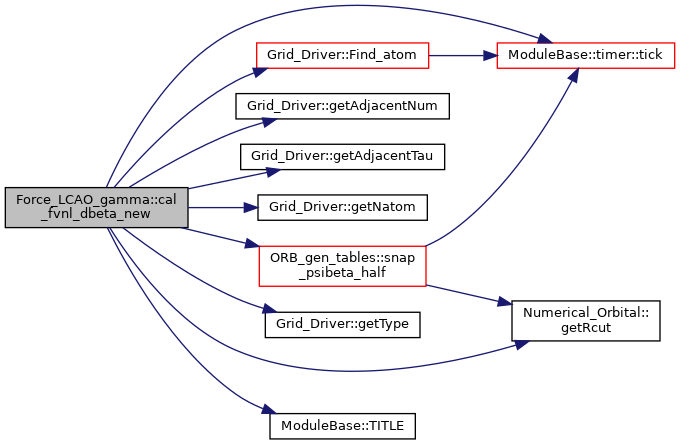 Force_LCAO_gamma::cal
_fvnl_dbeta_new
Grid_Driver::Find_atom
ModuleBase::timer::tick
Grid_Driver::getAdjacentNum
Grid_Driver::getAdjacentTau
Grid_Driver::getNatom
ORB_gen_tables::snap
_psibeta_half
Numerical_Orbital::
getRcut
Grid_Driver::getType
ModuleBase::TITLE